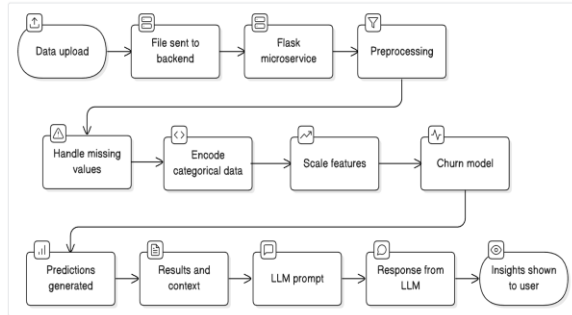 Data upload
File sent to
backend
Flask
microservice
Preprocessing
Handle missing
values
Encode
categorical data
Scale features
Churn model
Predictions
generated
Results and
context
LLM prompt
Response from
LLM
Insights shown
to user